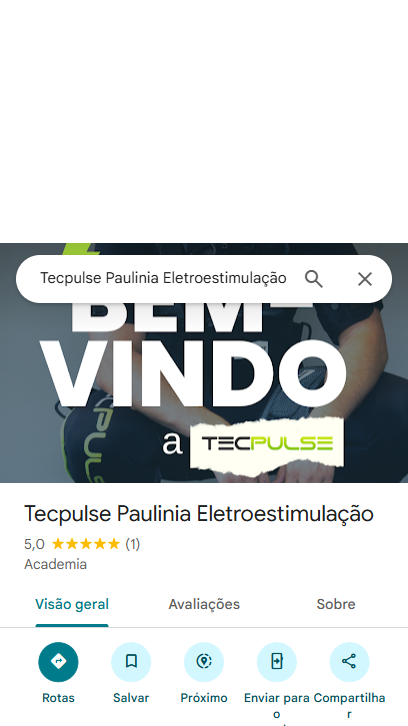 Tecpulse Paulinia Eletroestimulação
BEM-
VINDO
a TECPULSE
Tecpulse Paulinia Eletroestimulação
5,0 (1)
Academia
Visão geral Avaliações Sobre
Rotas Salvar Próximo Enviar para o Compartilhar